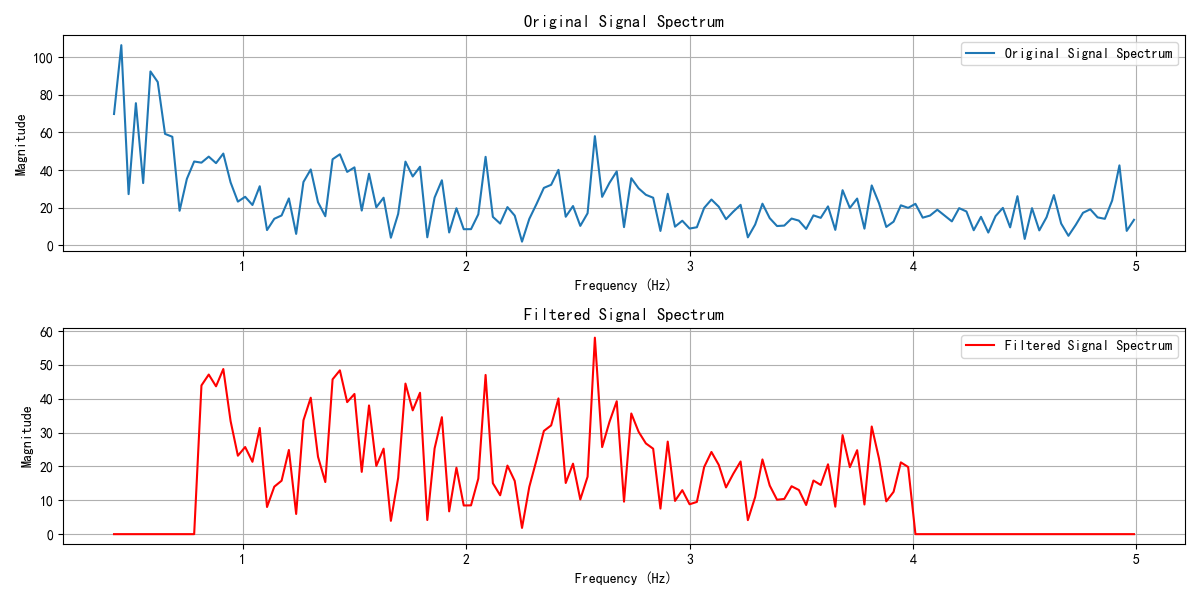 Original Signal Spectrum
Original Signal Spectrum
Magnitude
100
80
60
40
20
0
1 2 3 4 5
Frequency (Hz)
Filtered Signal Spectrum
Filtered Signal Spectrum
Magnitude
60
50
40
30
20
10
0
1 2 3 4 5
Frequency (Hz)